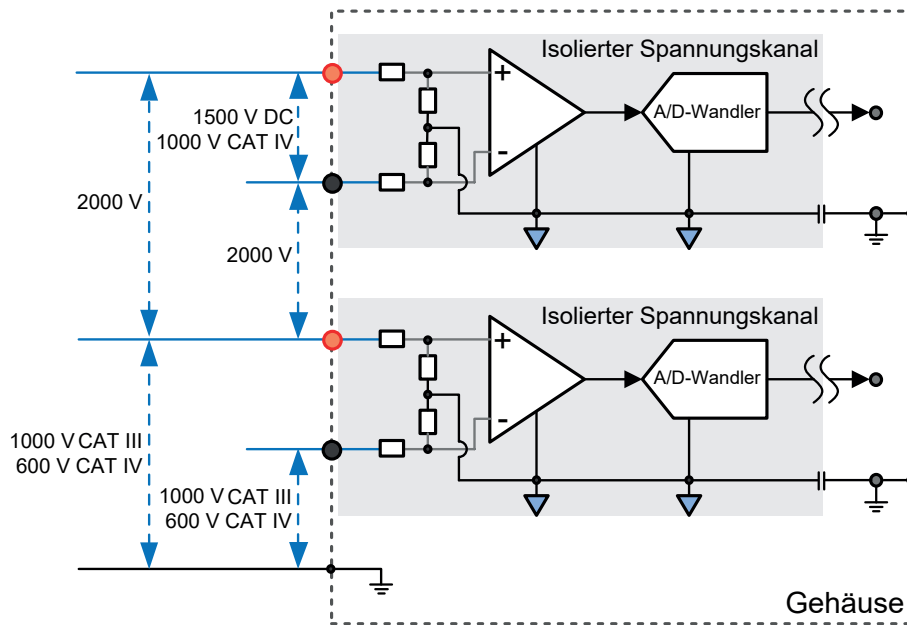 Isolierter Spannungskanal
+
-
A/D-Wandler
1500 V DC
1000 V CAT IV
2000 V
2000 V
Isolierter Spannungskanal
+
-
A/D-Wandler
1000 V CAT III
600 V CAT IV
1000 V CAT III
600 V CAT IV
Gehäuse